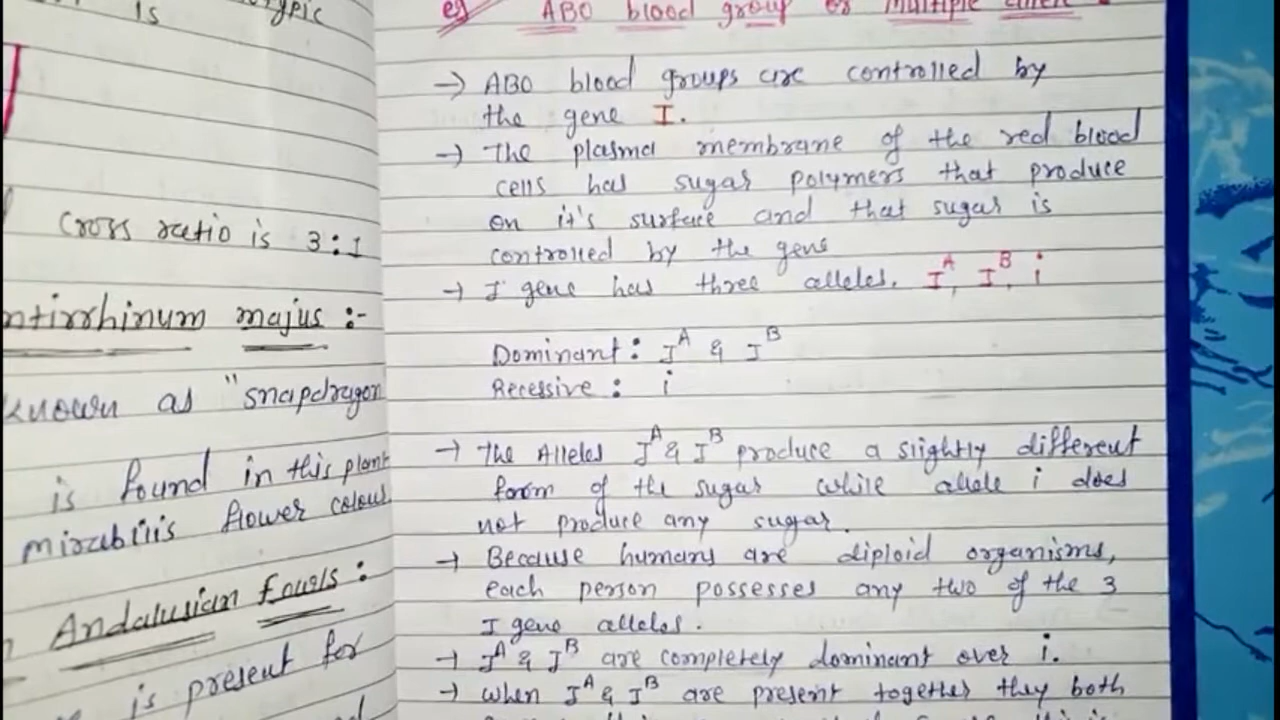 is
Cross ratio is 3:1
ntirrhinum majus :-
known as "snapdragon
is found in this plant
mirabilis flower colour
Andalusian Fowls :
is present for
eg ABO blood group or multiple
→ ABO blood groups are controlled by
the gene I.
→ The plasma membrane of the red blood
cells has sugar polymers that produce
on it's surface and that sugar is
controlled by the gene
→ I gene has three alleles. I^A, I^B, i
Dominant : I^A & I^B
Recessive : i
→ The Alleles I^A & I^B produce a slightly different
form of the sugar while allele i does
not produce any sugar.
→ Because humans are diploid organisms,
each person possesses any two of the 3
I gene alleles.
→ I^A & I^B are completely dominant over i.
→ when I^A & I^B are present together they both